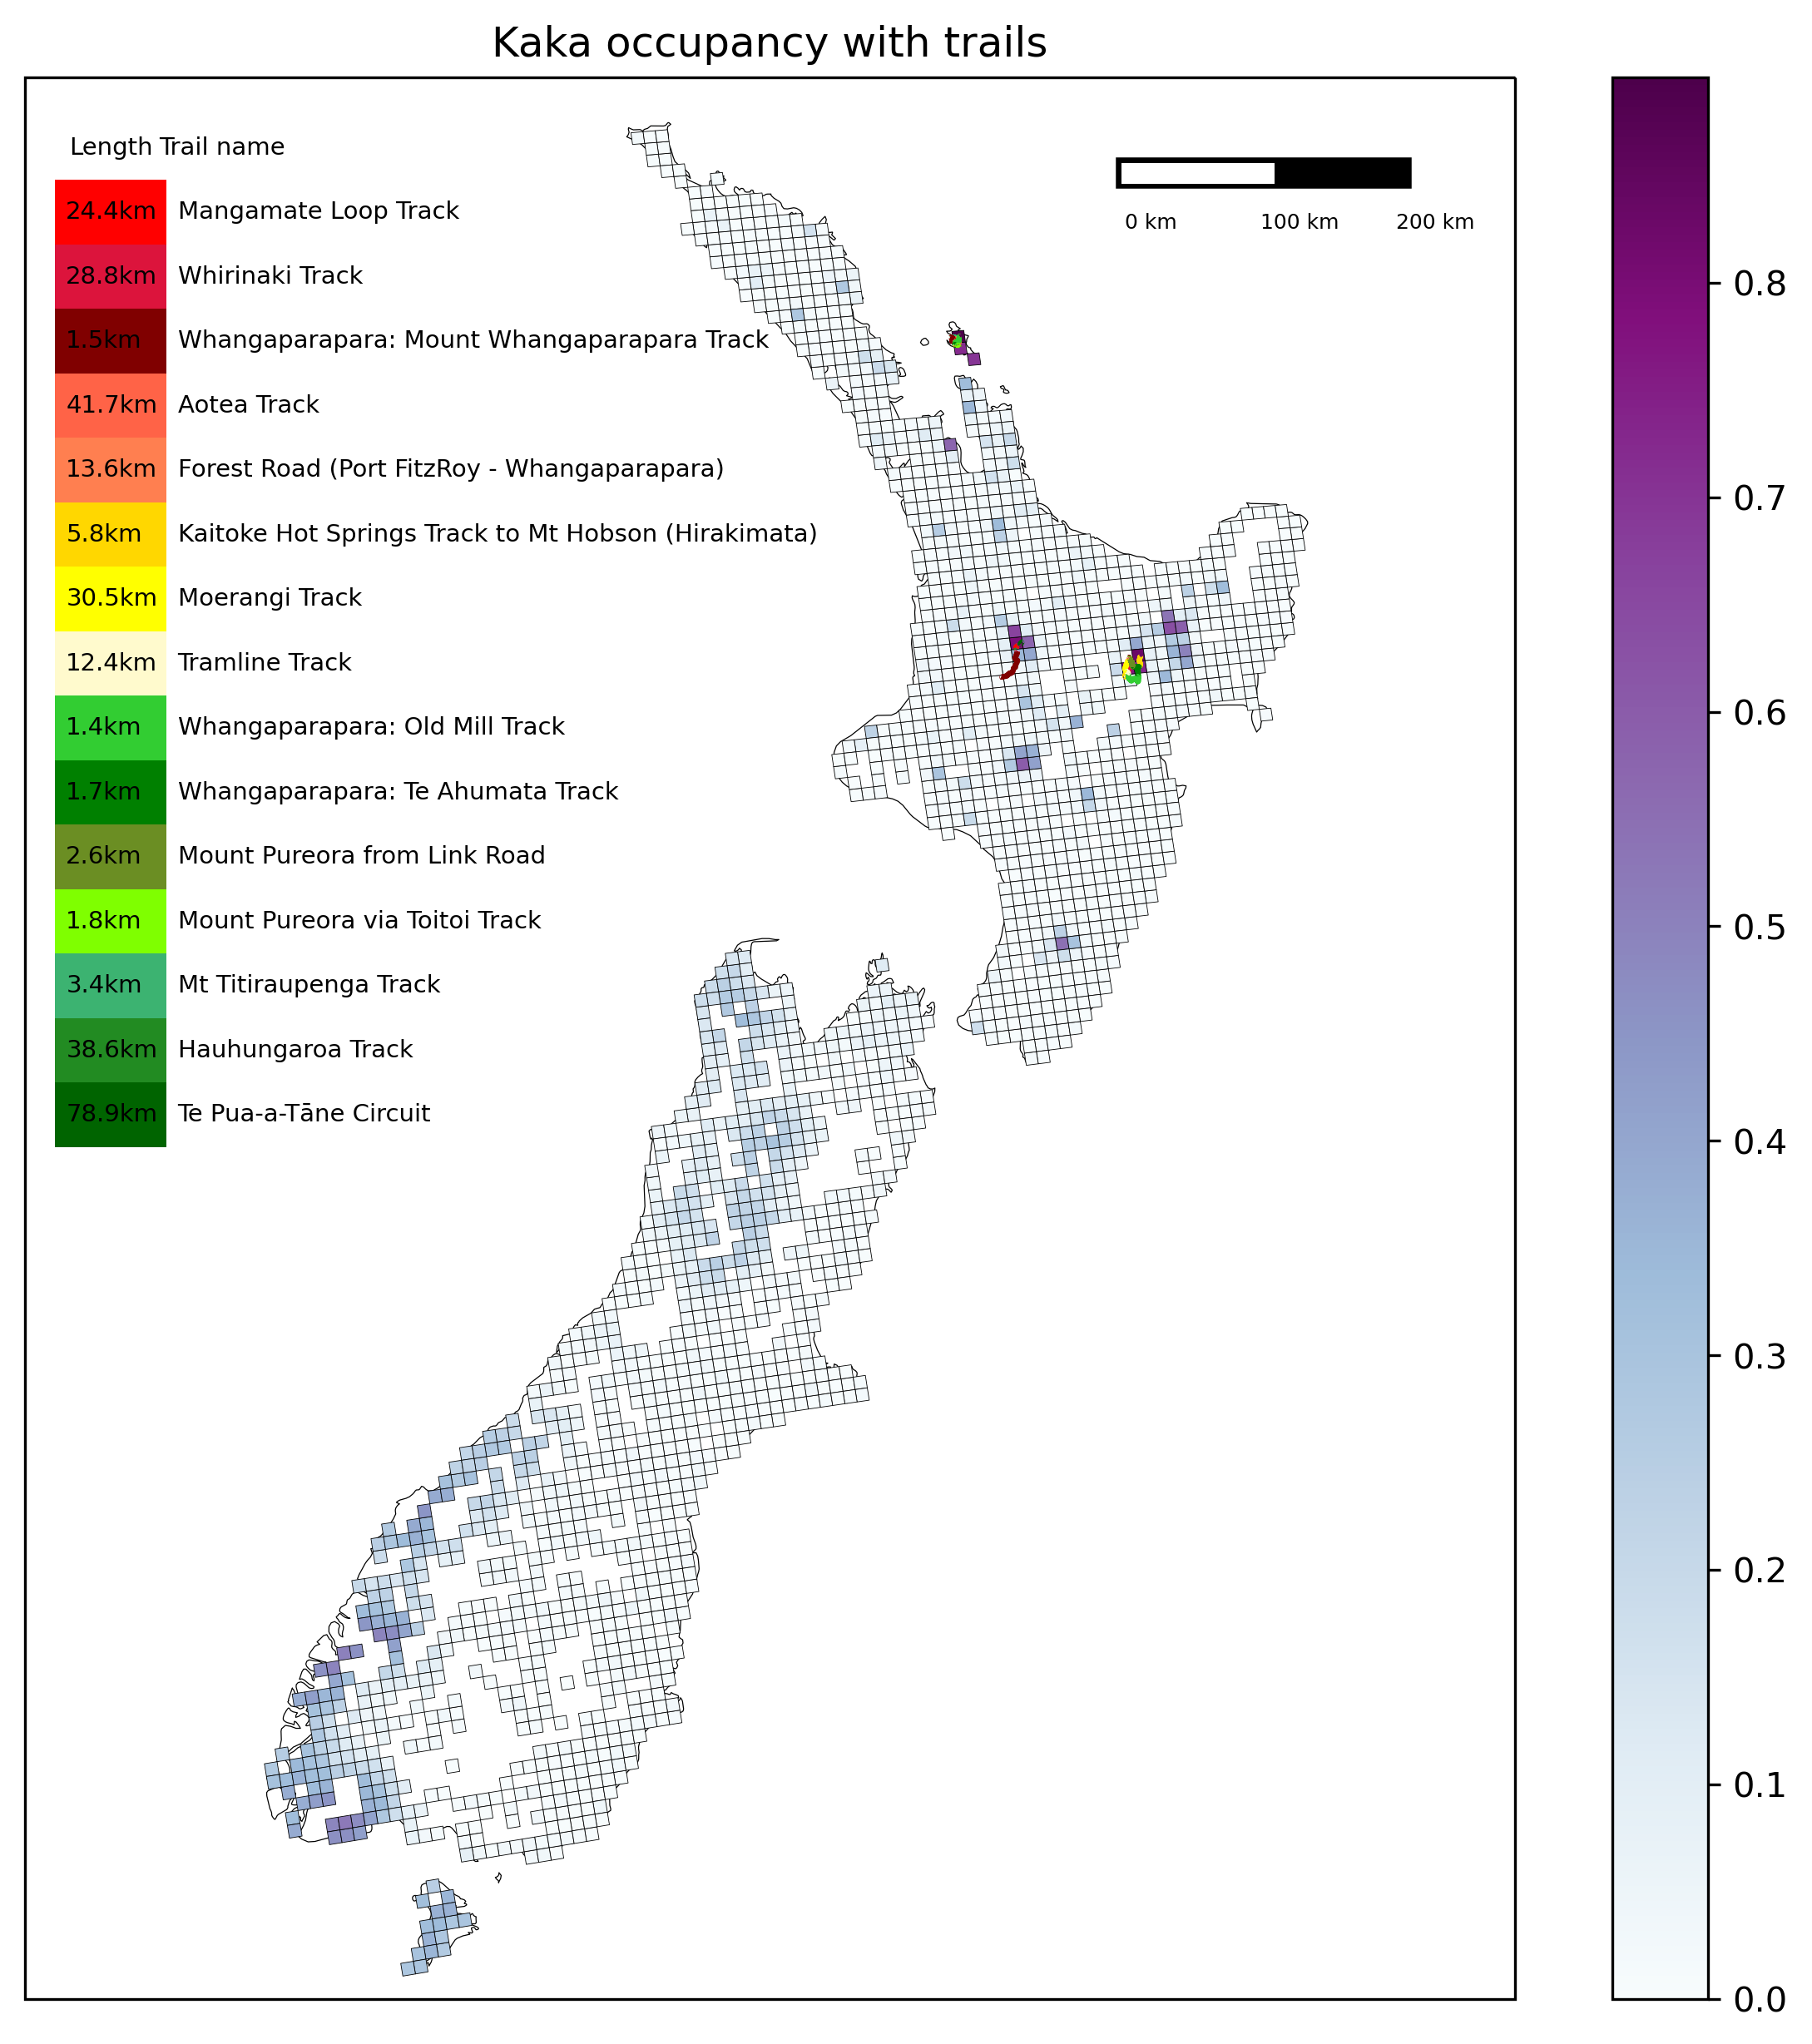 Kaka occupancy with trails
Length Trail name
24.4km Mangamate Loop Track
28.8km Whirinaki Track
1.5km Whangaparapara: Mount Whangaparapara Track
41.7km Aotea Track
13.6km Forest Road (Port FitzRoy - Whangaparapara)
5.8km Kaitoke Hot Springs Track to Mt Hobson (Hirakimata)
30.5km Moerangi Track
12.4km Tramline Track
1.4km Whangaparapara: Old Mill Track
1.7km Whangaparapara: Te Ahumata Track
2.6km Mount Pureora from Link Road
1.8km Mount Pureora via Toitoi Track
3.4km Mt Titiraupenga Track
38.6km Hauhungaroa Track
78.9km Te Pua-a-Tāne Circuit
0 km 100 km 200 km
0.8
0.7
0.6
0.5
0.4
0.3
0.2
0.1
0.0